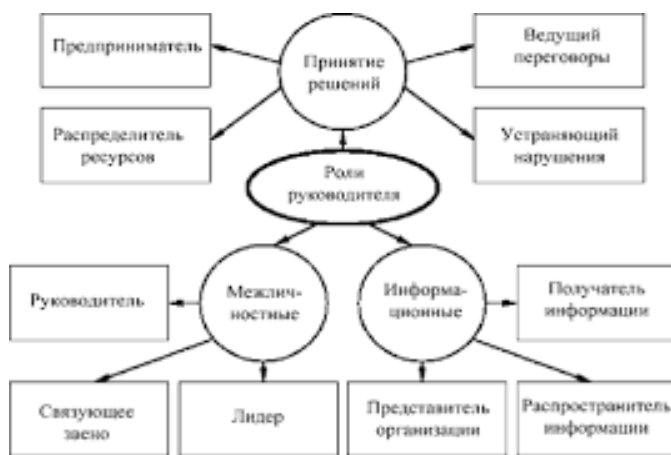 Предприниматель
Принятие
решений
Ведущий
переговоры
Распределитель
ресурсов
Устраняющий
нарушения
Роли
руководителя
Руководитель
Межлич-
ностные
Информа-
ционные
Получатель
информации
Связующее
звено
Лидер
Представитель
организации
Распространитель
информации